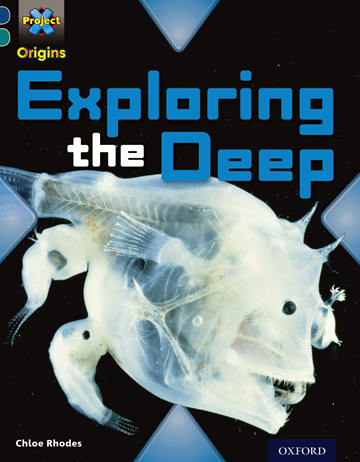 Project
X
Origins
Exploring
the Deep
Chloe Rhodes
OXFORD